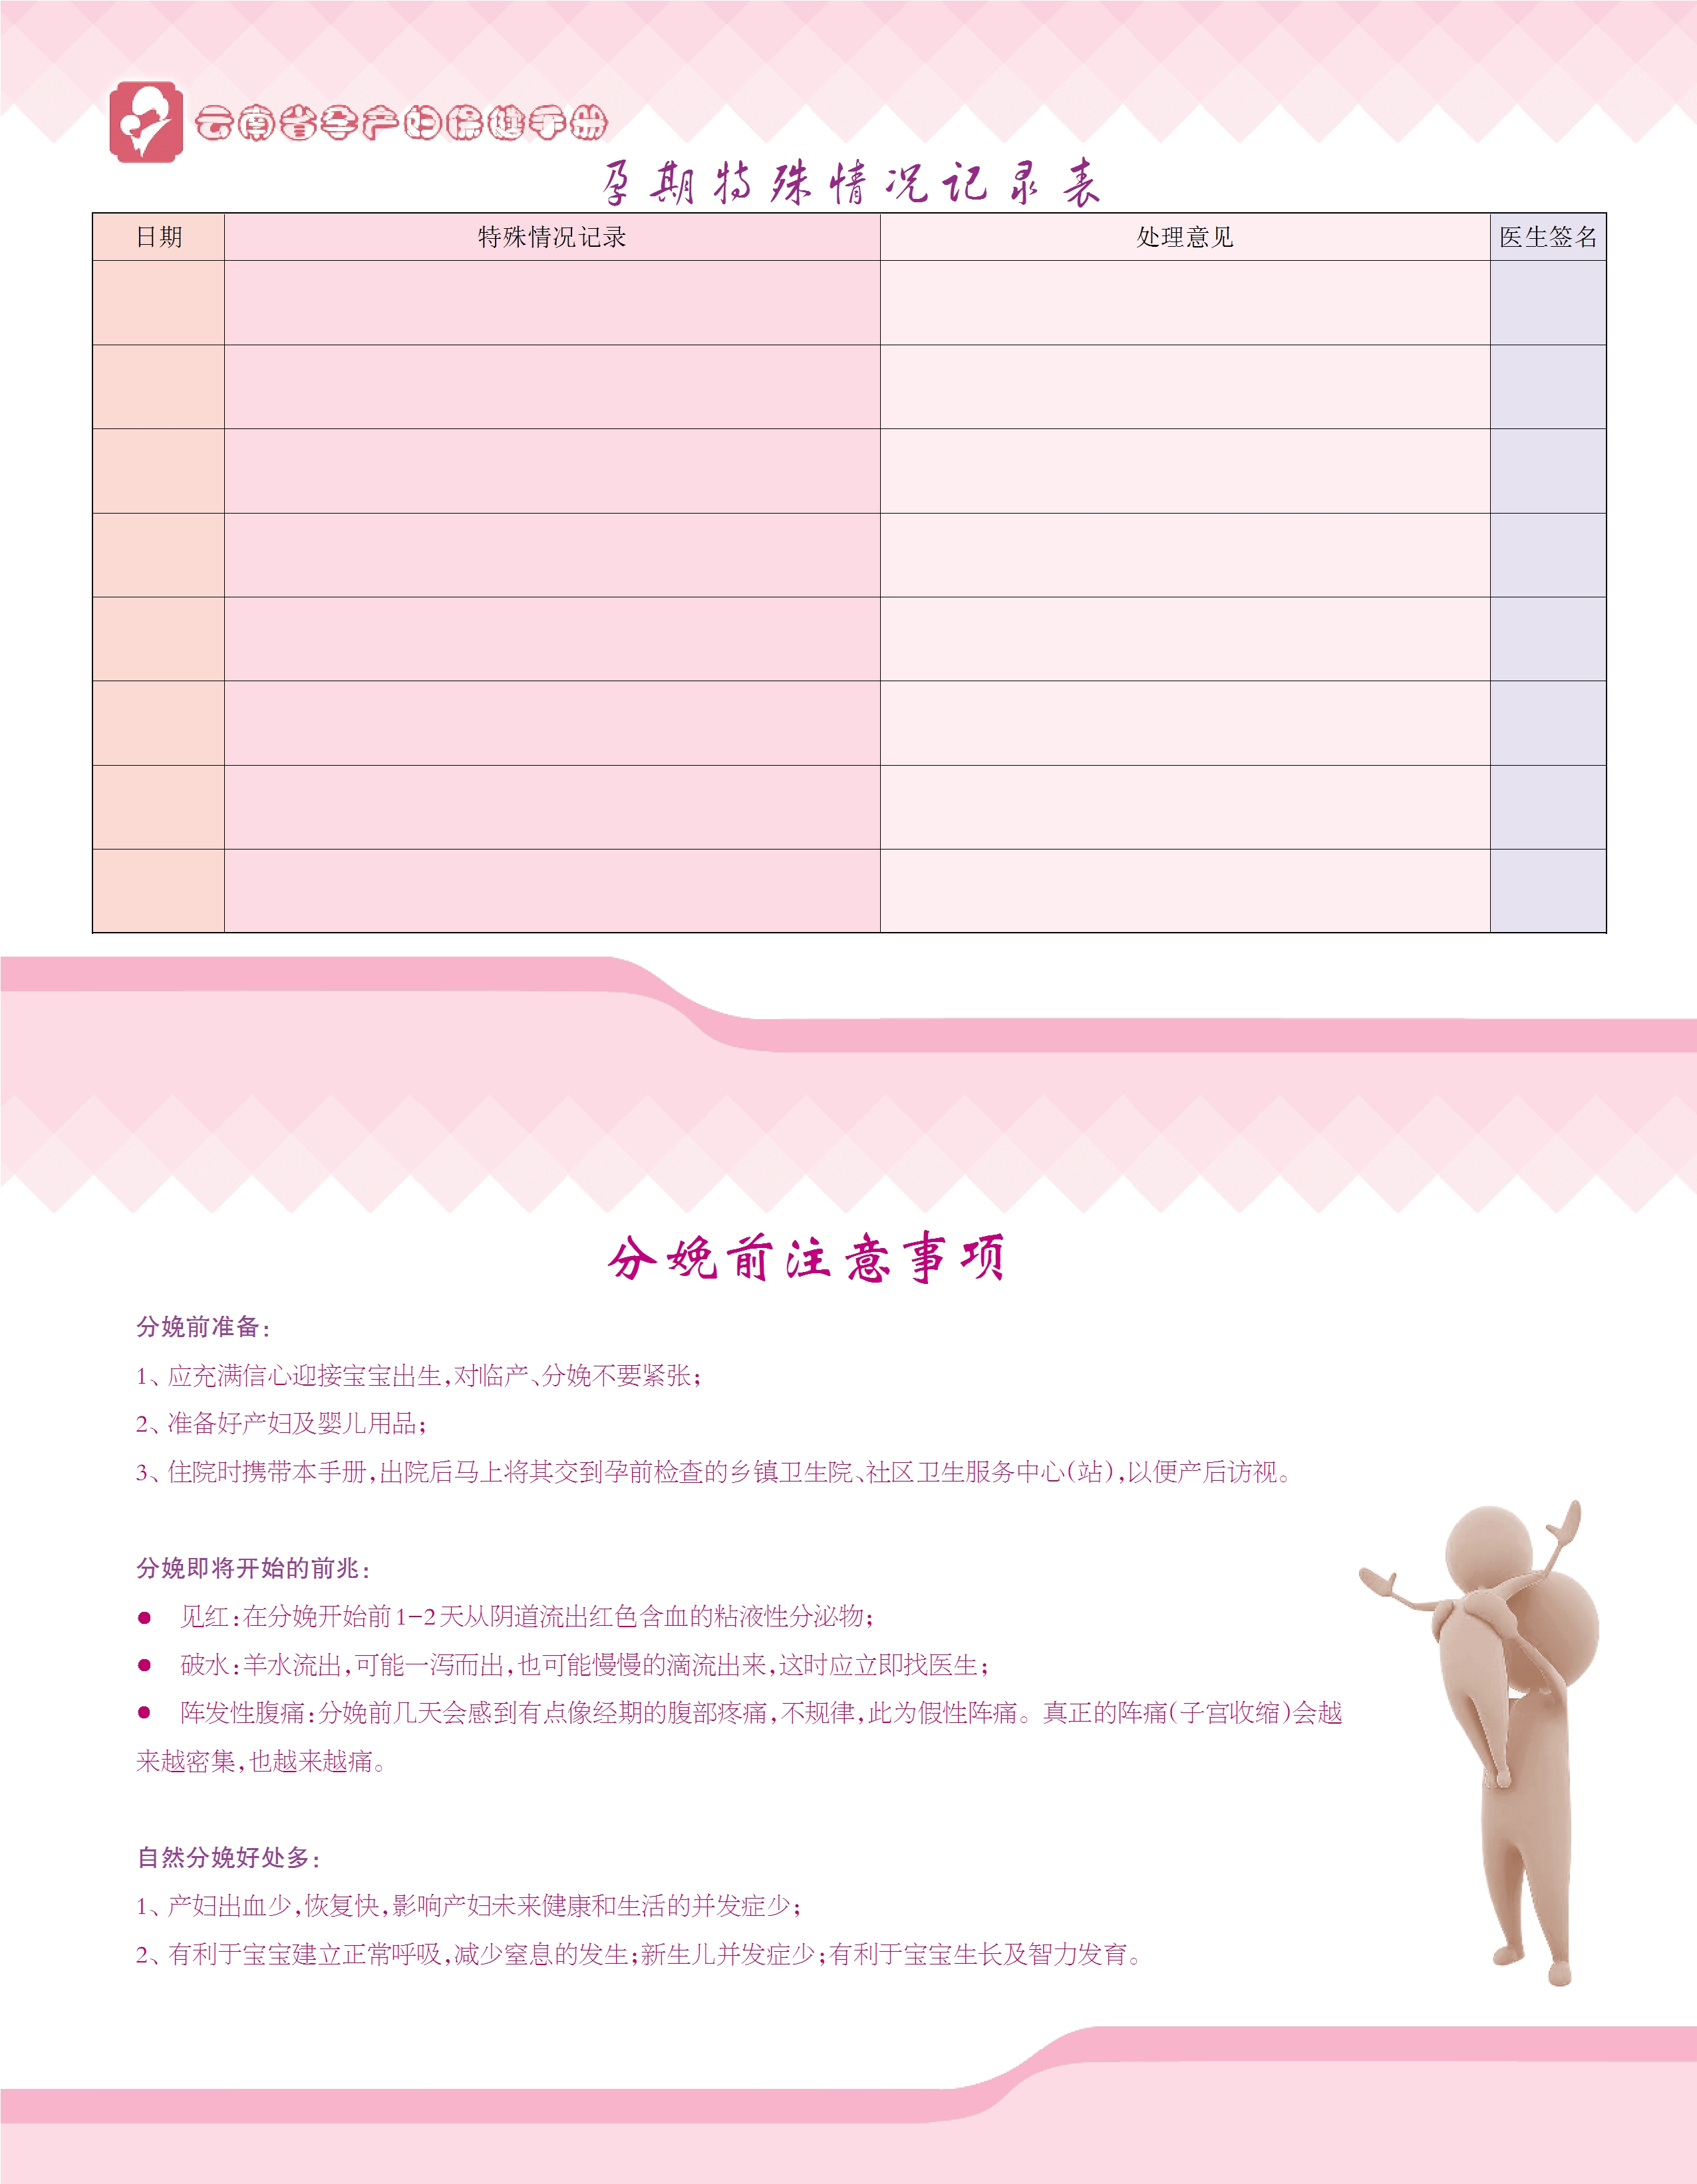 云南省孕产妇保健手册
孕期特殊情况记录表
日期 特殊情况记录 处理意见 医生签名
分娩前注意事项
分娩前准备：
1、应充满信心迎接宝宝出生，对临产、分娩不要紧张；
2、准备好产妇及婴儿用品；
3、住院时携带本手册，出院后马上将其交到孕前检查的乡镇卫生院、社区卫生服务中心（站），以便产后访视。
分娩即将开始的前兆：
● 见红：在分娩开始前1-2天从阴道流出红色含血的粘液性分泌物；
● 破水：羊水流出，可能一泻而出，也可能慢慢的滴流出来，这时应立即找医生；
● 阵发性腹痛：分娩前几天会感到有点像经期的腹部疼痛，不规律，此为假性阵痛。真正的阵痛（子宫收缩）会越
来越密集，也越来越痛。
自然分娩好处多：
1、产妇出血少，恢复快，影响产妇未来健康和生活的并发症少；
2、有利于宝宝建立正常呼吸，减少窒息的发生；新生儿并发症少；有利于宝宝生长及智力发育。